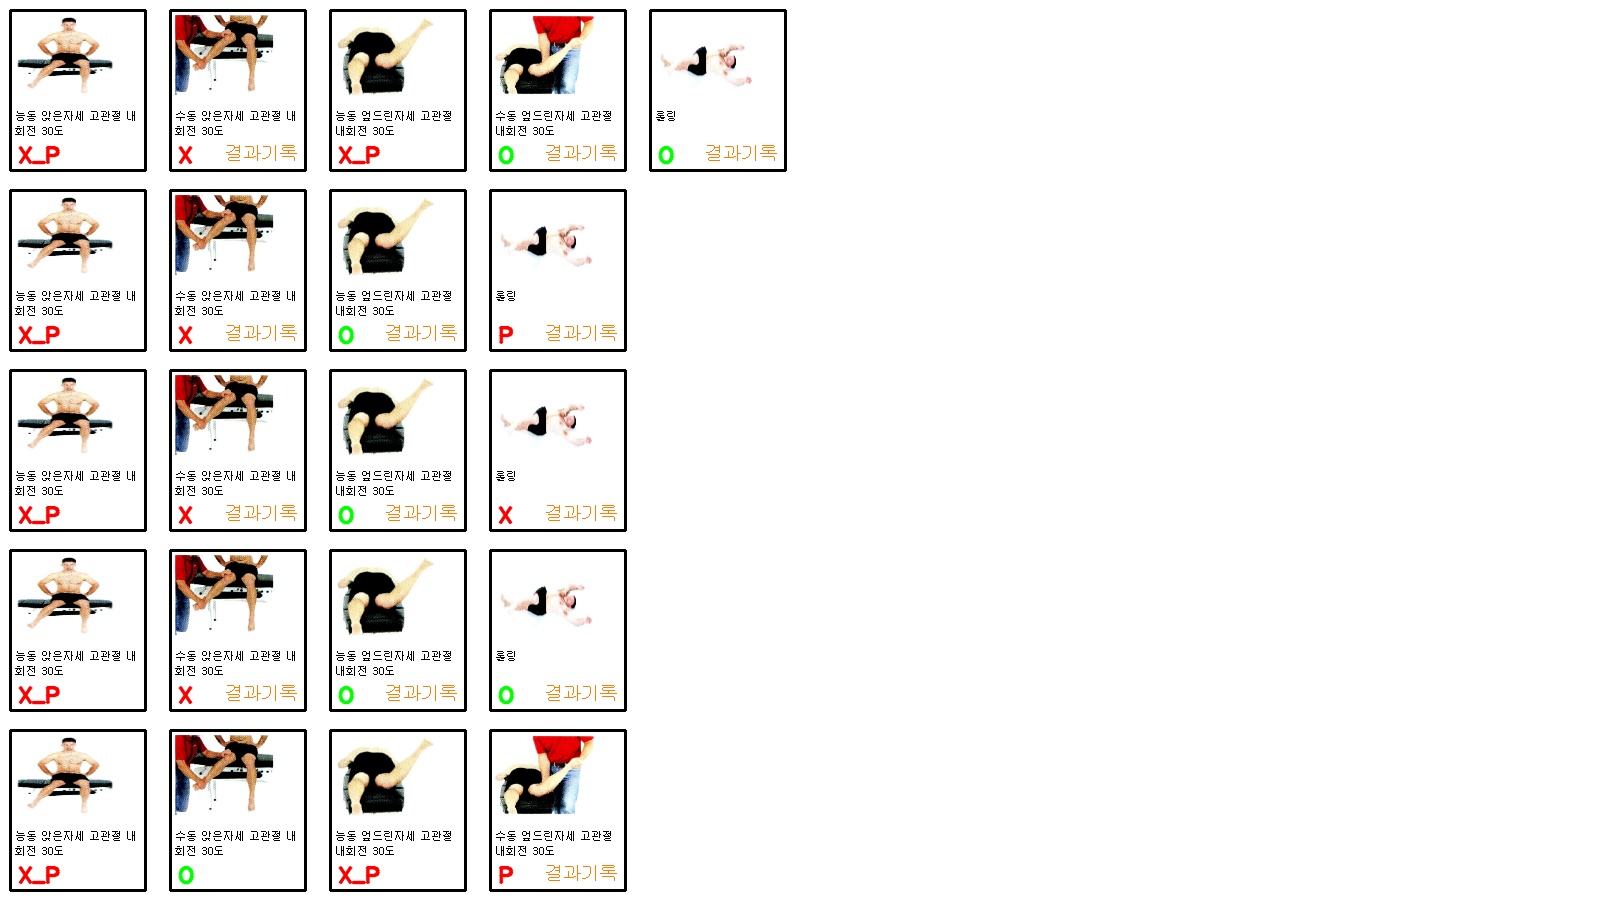 능동 앉은자세 고관절 내
회전 30도
X_P
수동 앉은자세 고관절 내
회전 30도
X 결과기록
능동 엎드린자세 고관절
내회전 30도
X_P
수동 엎드린자세 고관절
내회전 30도
O 결과기록
롤링
O 결과기록
능동 앉은자세 고관절 내
회전 30도
X_P
수동 앉은자세 고관절 내
회전 30도
X 결과기록
능동 엎드린자세 고관절
내회전 30도
O 결과기록
롤링
P 결과기록
능동 앉은자세 고관절 내
회전 30도
X_P
수동 앉은자세 고관절 내
회전 30도
X 결과기록
능동 엎드린자세 고관절
내회전 30도
O 결과기록
롤링
X 결과기록
능동 앉은자세 고관절 내
회전 30도
X_P
수동 앉은자세 고관절 내
회전 30도
X 결과기록
능동 엎드린자세 고관절
내회전 30도
O 결과기록
롤링
O 결과기록
능동 앉은자세 고관절 내
회전 30도
X_P
수동 앉은자세 고관절 내
회전 30도
O
능동 엎드린자세 고관절
내회전 30도
X_P
수동 엎드린자세 고관절
내회전 30도
P 결과기록